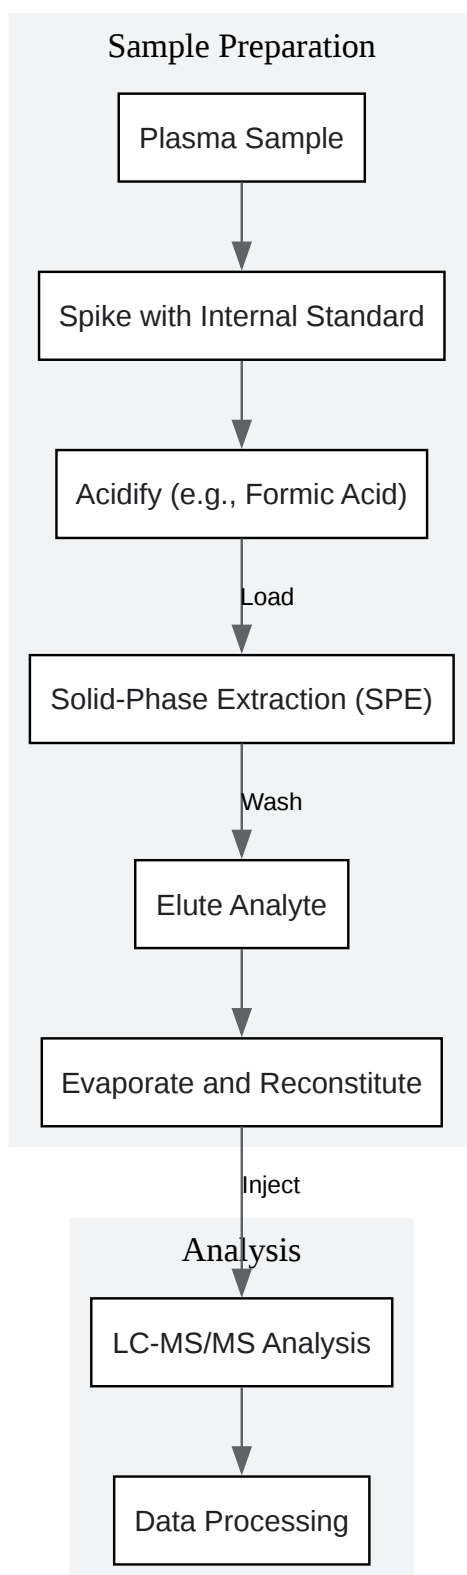 Sample Preparation
Plasma Sample
Spike with Internal Standard
Acidify (e.g., Formic Acid)
Load
Solid-Phase Extraction (SPE)
Wash
Elute Analyte
Evaporate and Reconstitute
Inject
Analysis
LC-MS/MS Analysis
Data Processing